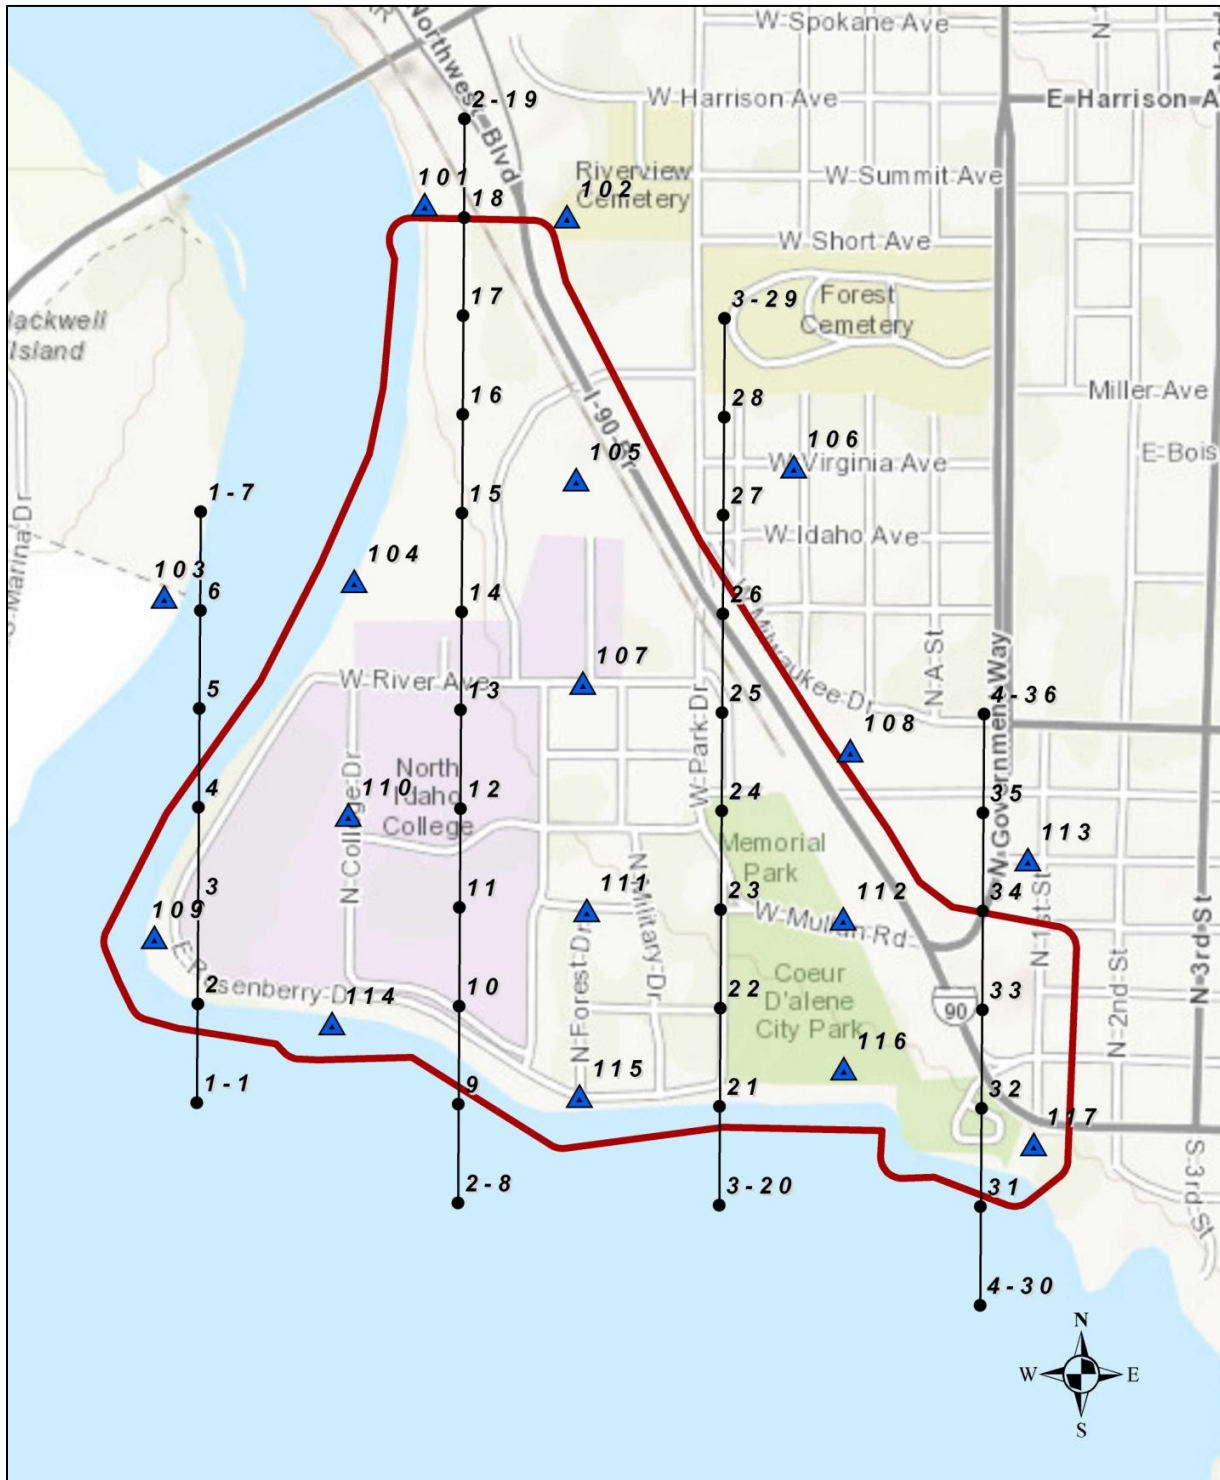 W Spokane Ave
Northwest Blvd
W Harrison Ave
E Harrison A
2-19
Riverview
Cemetery
W Summit Ave
101
18
102
W Short Ave
17
3-29
Forest
Cemetery
Island
16
28
Miller Ave
I-90-Br
105
106
W Virginia Ave
E Bois
1-7
15
27
W Idaho Ave
Marina Dr
103
104
6
14
26
W Milwaukee Dr
N A St
N Government Way
W River Ave
107
5
13
25
W Park Dr
4-36
108
North
Idaho
College
N College Dr
110
4
12
24
35
Memorial
Park
113
3
109
11
111
23
112
34
W Mullan Rd
N Military Dr
N Forest Dr
N 1st St
N 2nd St
N 3rd St
E Rosenberry D
2
114
10
22
Coeur
D'alene
City Park
90
33
1-1
9
115
21
116
32
117
2-8
3-20
31
S 3rd St
4-30
N
W
E
S